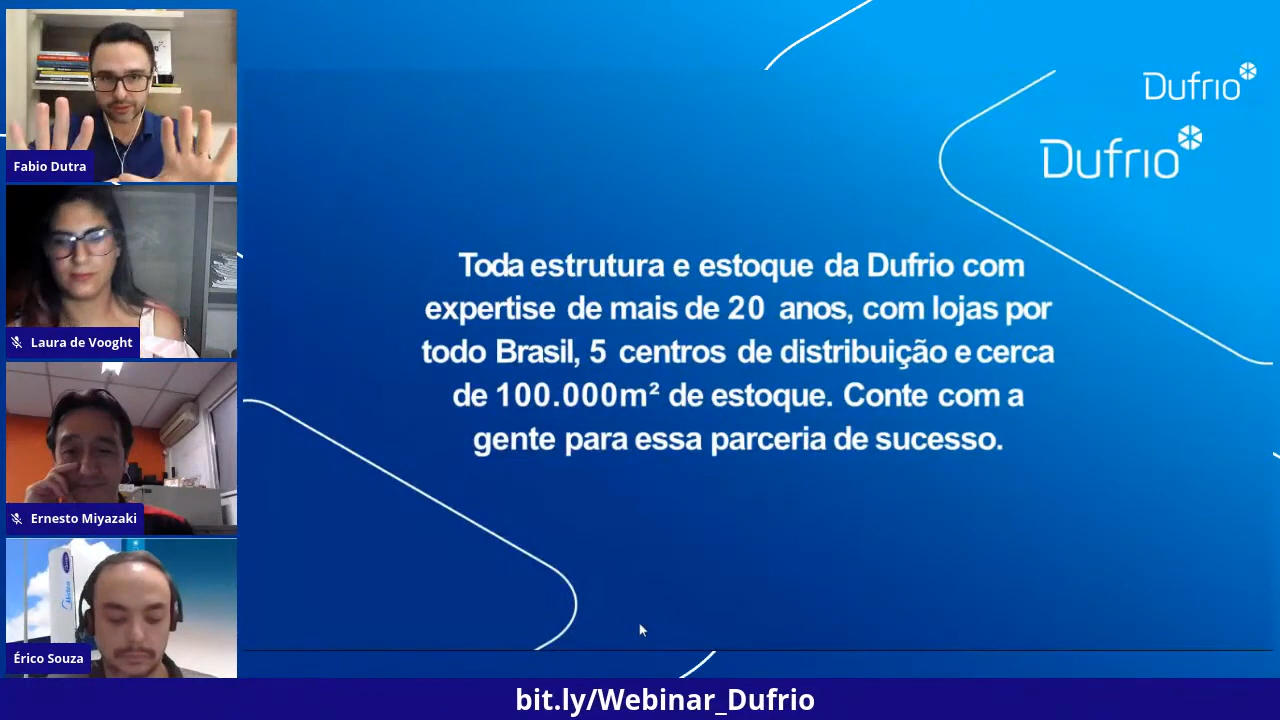 Fabio Dutra
Laura de Vooght
Ernesto Miyazaki
Midea
Érico Souza
Dufrio
Dufrio
Toda estrutura e estoque da Dufrio com
expertise de mais de 20 anos, com lojas por
todo Brasil, 5 centros de distribuição e cerca
de 100.000m² de estoque. Conte com a
gente para essa parceria de sucesso.
bit.ly/Webinar_Dufrio